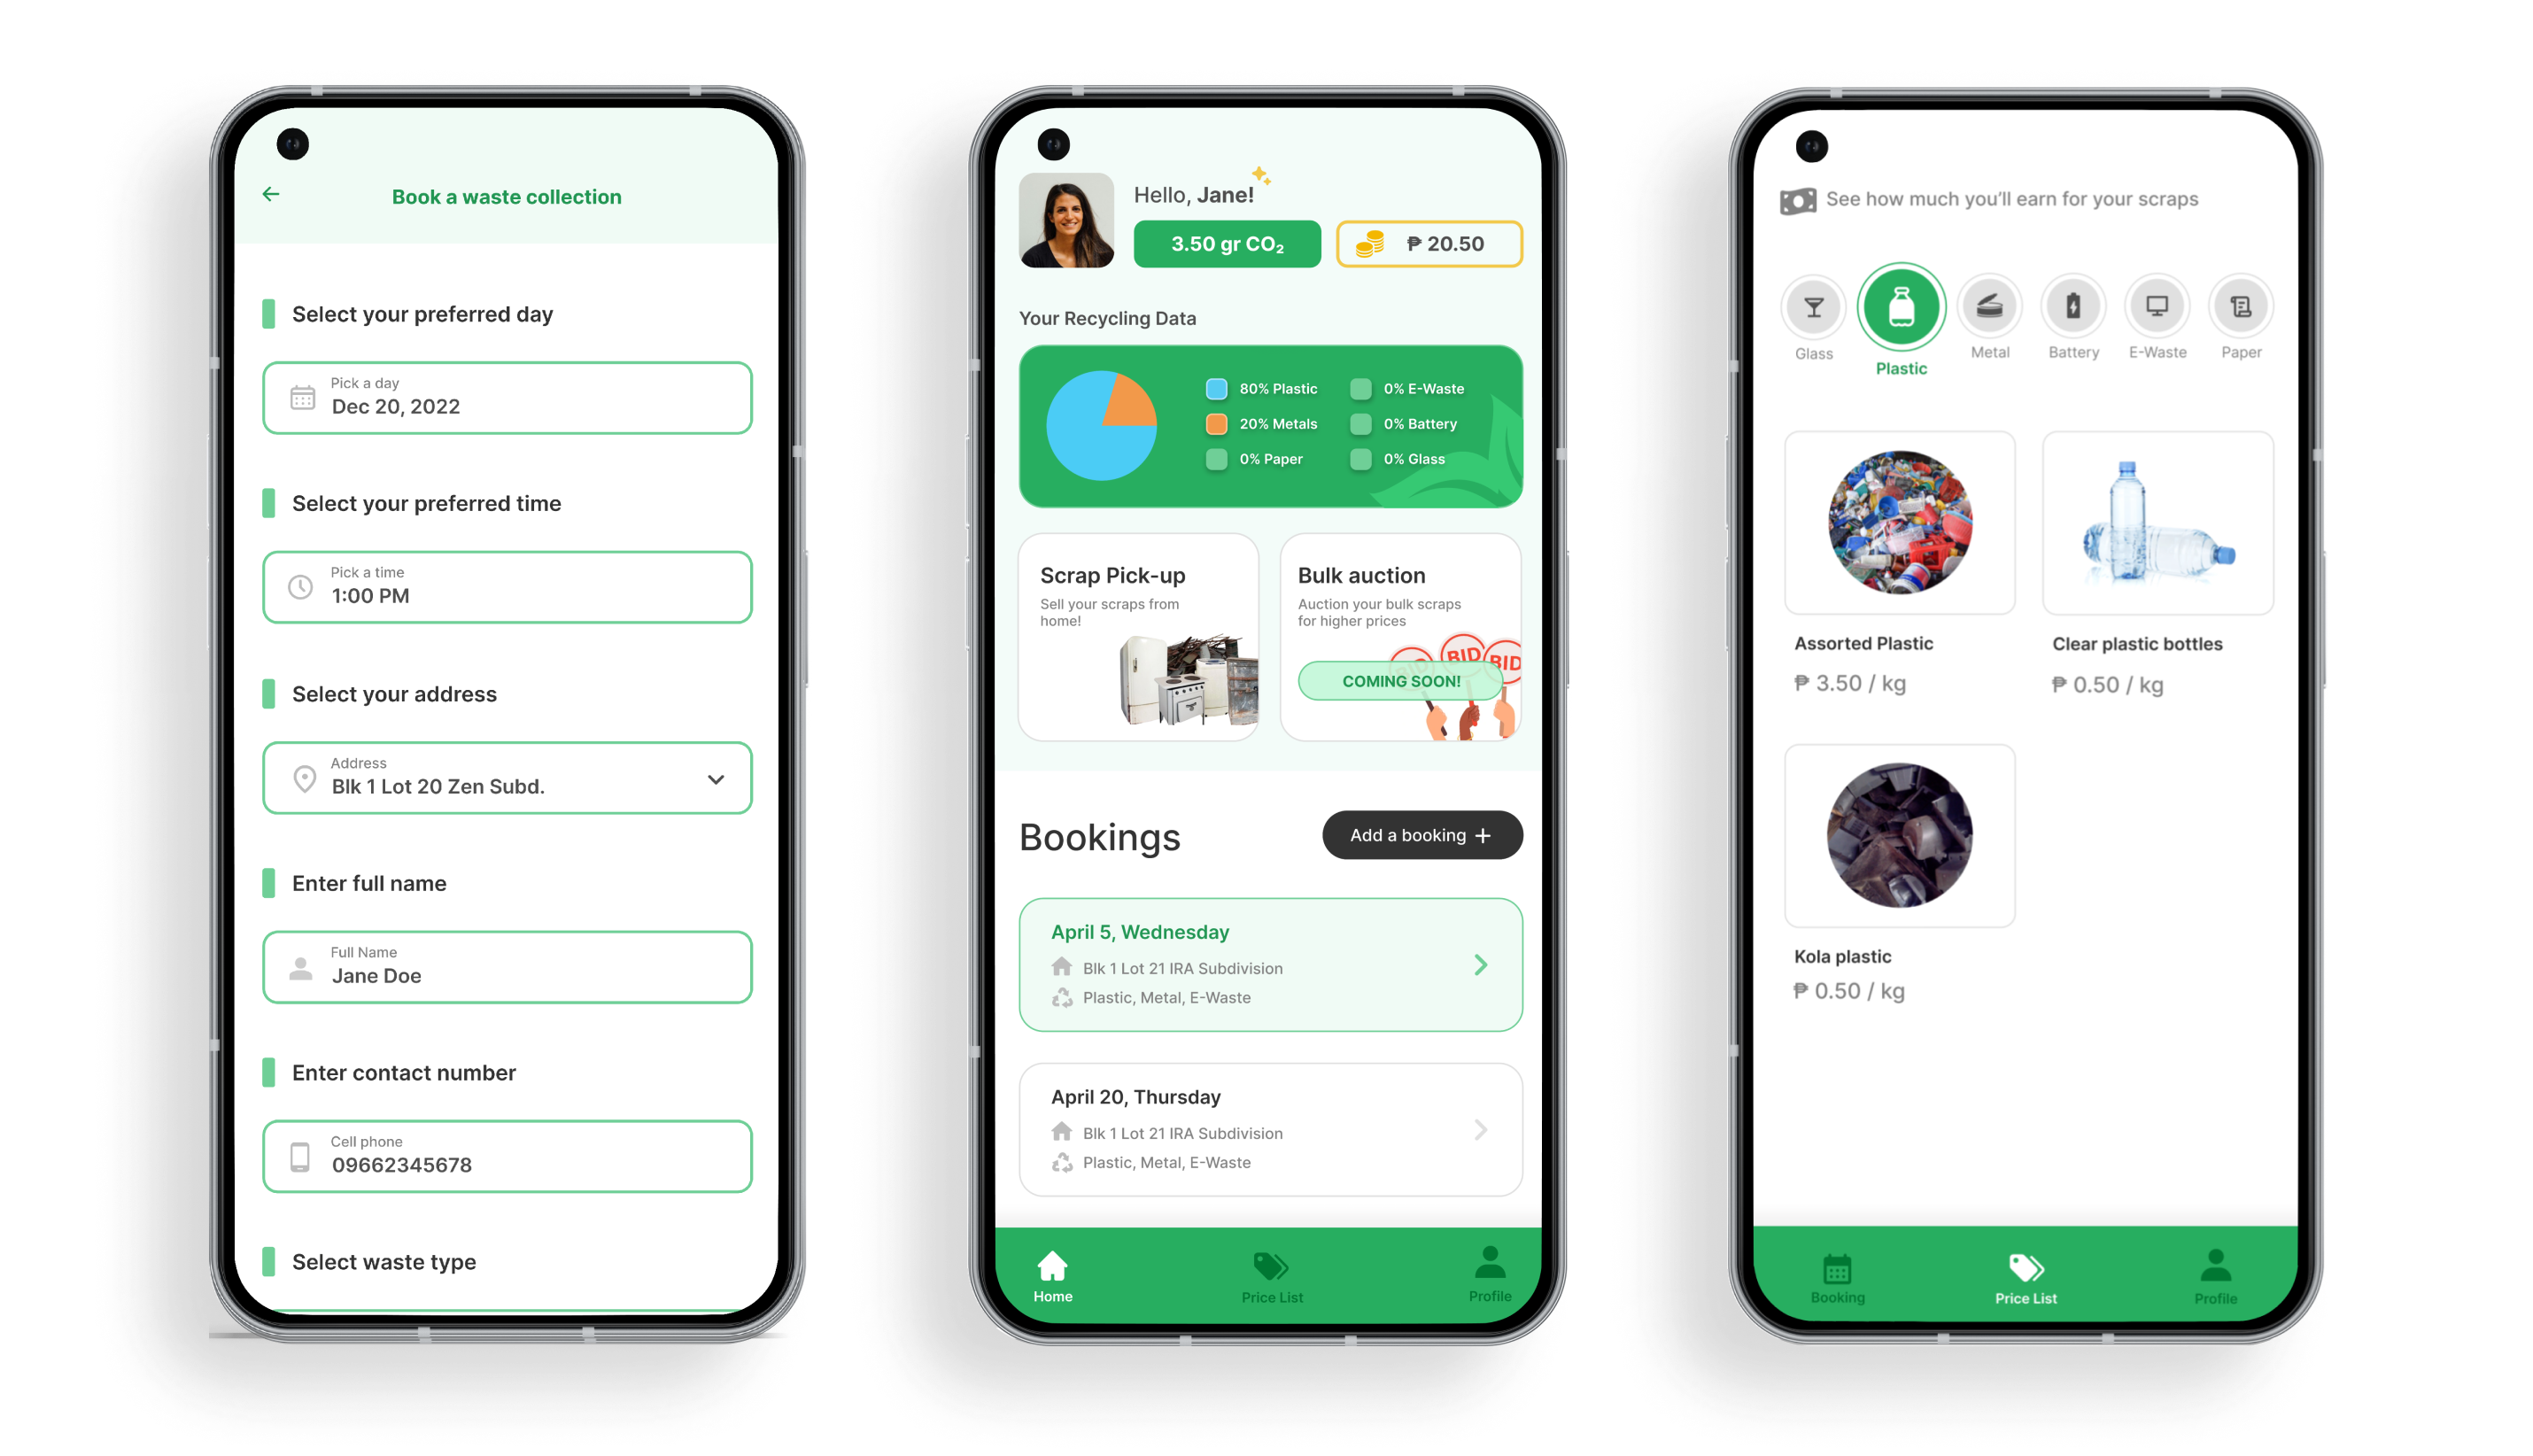 Book a waste collection
Select your preferred day
Pick a day
Dec 20, 2022
Select your preferred time
Pick a time
1:00 PM
Select your address
Address
Blk 1 Lot 20 Zen Subd.
Enter full name
Full Name
Jane Doe
Enter contact number
Cell phone
09662345678
Select waste type
Hello, Jane!
3.50 gr CO₂
₱ 20.50
Your Recycling Data
80% Plastic
0% E-Waste
20% Metals
0% Battery
0% Paper
0% Glass
Scrap Pick-up
Sell your scraps from
home!
Bulk auction
Auction your bulk scraps
for higher prices
BID
BID
BID
COMING SOON!
Bookings
Add a booking +
April 5, Wednesday
Blk 1 Lot 21 IRA Subdivision
Plastic, Metal, E-Waste
April 20, Thursday
Blk 1 Lot 21 IRA Subdivision
Plastic, Metal, E-Waste
Home
Price List
Profile
See how much you'll earn for your scraps
Glass
Plastic
Metal
Battery
E-Waste
Paper
Assorted Plastic
₱ 3.50 / kg
Clear plastic bottles
₱ 0.50 / kg
Kola plastic
₱ 0.50 / kg
Booking
Price List
Profile